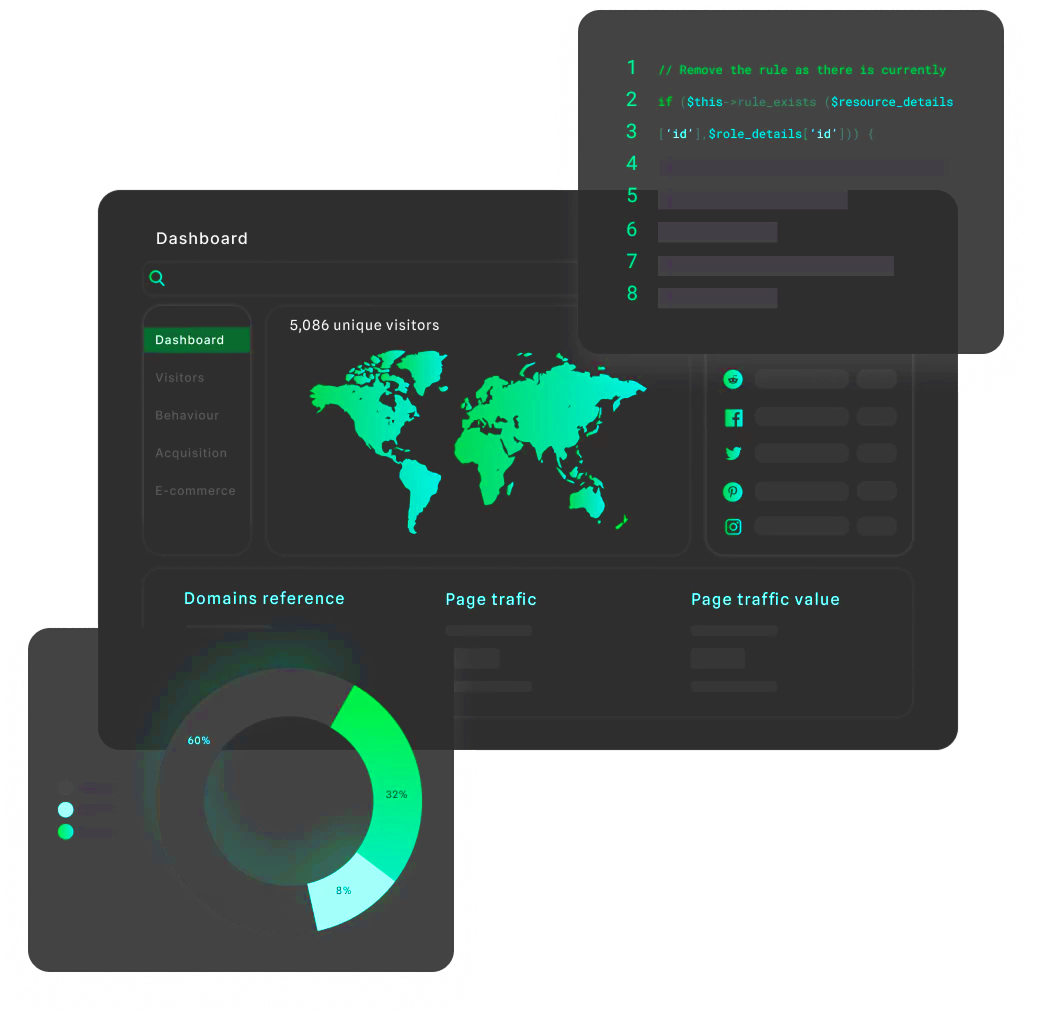 1 // Remove the rule as there is currently
2 if ($this->rule_exists ($resource_details
3 ['id'],$role_details['id'])) {
4
5
6
7
8
Dashboard
5,086 unique visitors
Dashboard
Visitors
Behaviour
Acquisition
E-commerce
Domains reference
Page trafic
Page traffic value
60%
32%
8%